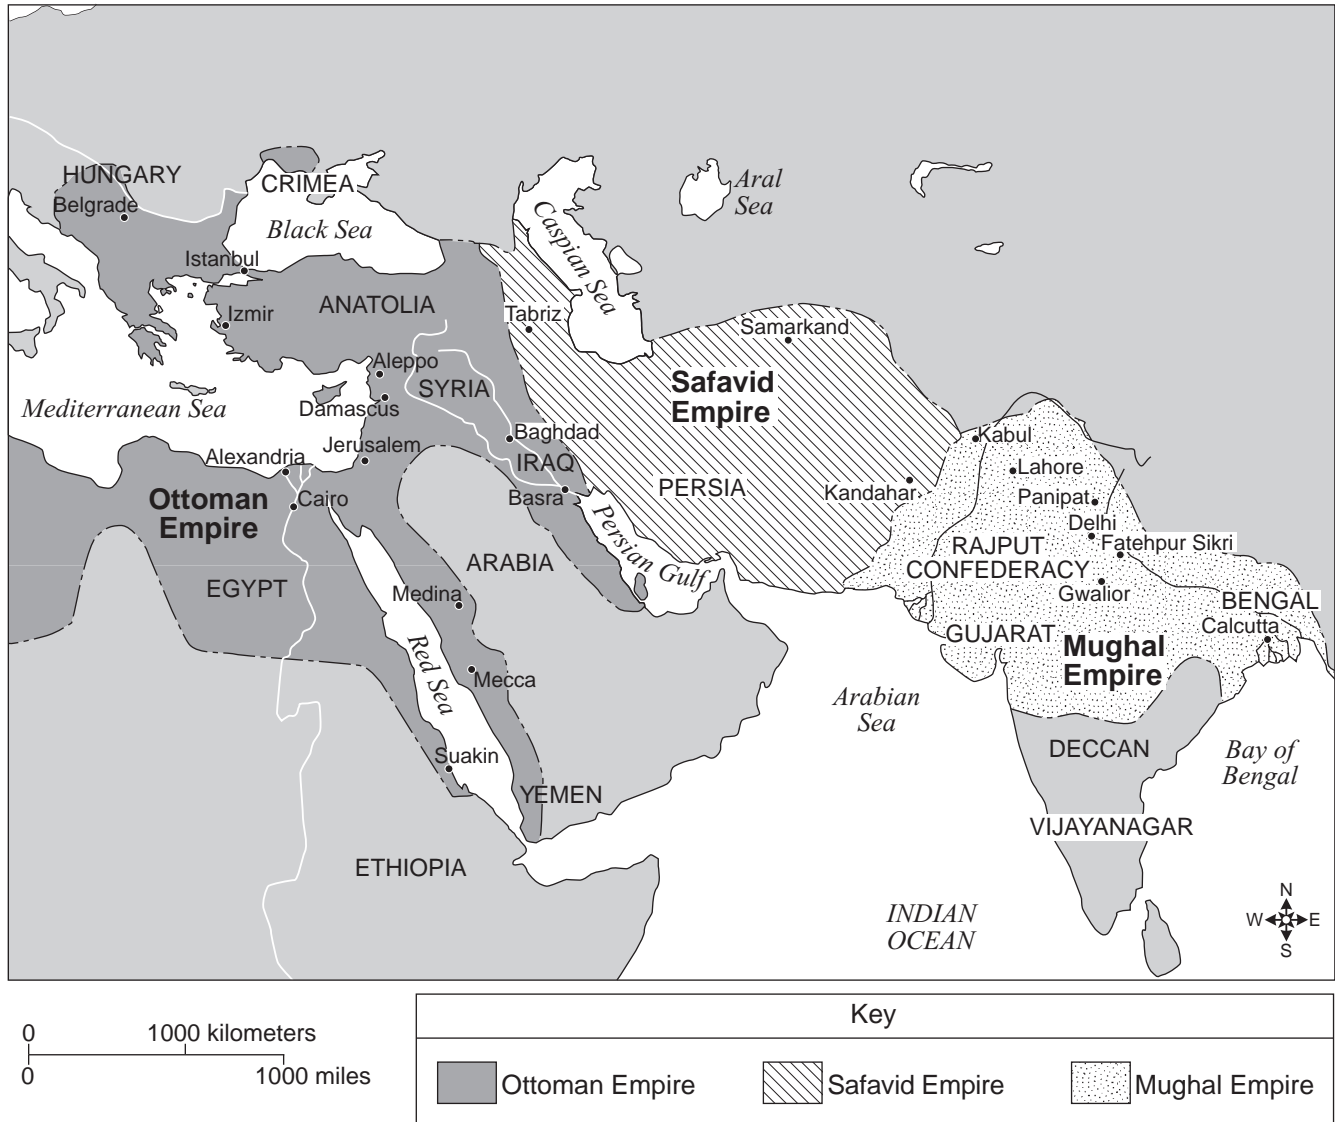 HUNGARY
CRIMEA
Aral
Sea
Belgrade
Black Sea
Caspian Sea
Istanbul
ANATOLIA
Izmir
Tabriz
Samarkand
Aleppo
SYRIA
Safavid
Empire
Mediterranean Sea
Damascus
Baghdad
Kabul
Jerusalem
Alexandria
IRAQ
Lahore
Ottoman
Empire
Cairo
Basra
PERSIA
Kandahar
Panipat
Persian Gulf
Delhi
Fatehpur Sikri
RAJPUT
CONFEDERACY
ARABIA
EGYPT
Medina
Gwalior
BENGAL
Calcutta
GUJARAT
Mughal
Empire
Red Sea
Mecca
Arabian
Sea
Suakin
DECCAN
Bay of
Bengal
YEMEN
VIJAYANAGAR
ETHIOPIA
INDIAN
OCEAN
N
W E
S
0 1000 kilometers
0 1000 miles
Key
Ottoman Empire Safavid Empire Mughal Empire